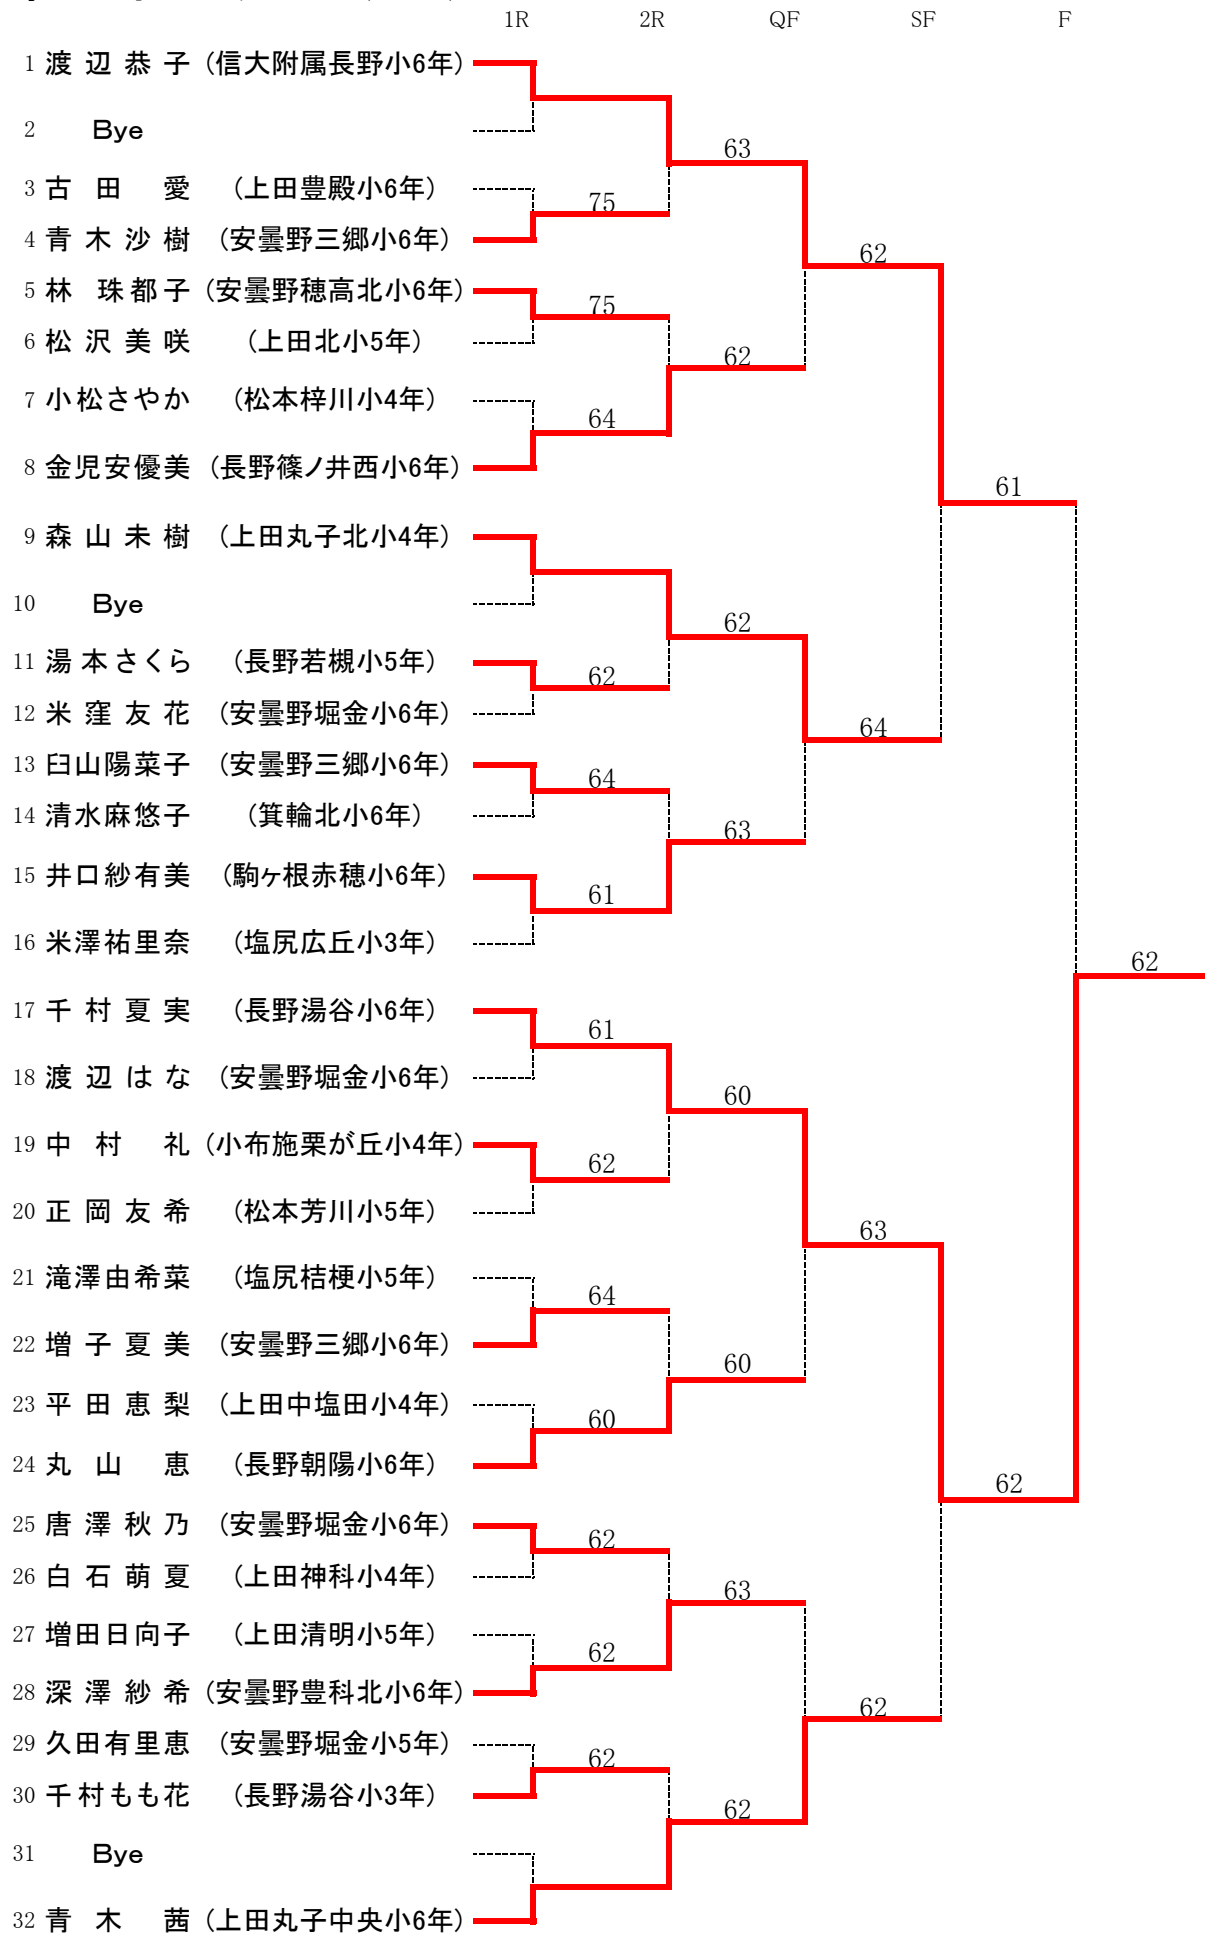 1R 2R QF SF F
1 渡辺恭子 (信大附属長野小6年)
2 Bye
63
3 古田 愛 (上田豊殿小6年)
75
4 青木沙樹 (安曇野三郷小6年)
62
5 林 珠都子 (安曇野穂高北小6年)
75
6 松沢美咲 (上田北小5年)
62
7 小松さやか (松本梓川小4年)
64
8 金児安優美 (長野篠ノ井西小6年)
61
9 森山未樹 (上田丸子北小4年)
10 Bye
62
11 湯本さくら (長野若槻小5年)
62
12 米窪友花 (安曇野堀金小6年)
64
13 臼山陽菜子 (安曇野三郷小6年)
64
14 清水麻悠子 (箕輪北小6年)
63
15 井口紗有美 (駒ヶ根赤穂小6年)
61
16 米澤祐里奈 (塩尻広丘小3年)
62
17 千村夏実 (長野湯谷小6年)
61
18 渡辺はな (安曇野堀金小6年)
60
19 中村 礼 (小布施栗が丘小4年)
62
20 正岡友希 (松本芳川小5年)
63
21 滝澤由希菜 (塩尻桔梗小5年)
64
22 増子夏美 (安曇野三郷小6年)
60
23 平田恵梨 (上田中塩田小4年)
60
24 丸山 恵 (長野朝陽小6年)
62
25 唐澤秋乃 (安曇野堀金小6年)
62
26 白石萌夏 (上田神科小4年)
63
27 増田日向子 (上田清明小5年)
62
28 深澤紗希 (安曇野豊科北小6年)
62
29 久田有里恵 (安曇野堀金小5年)
62
30 千村もも花 (長野湯谷小3年)
62
31 Bye
32 青木 茜 (上田丸子中央小6年)